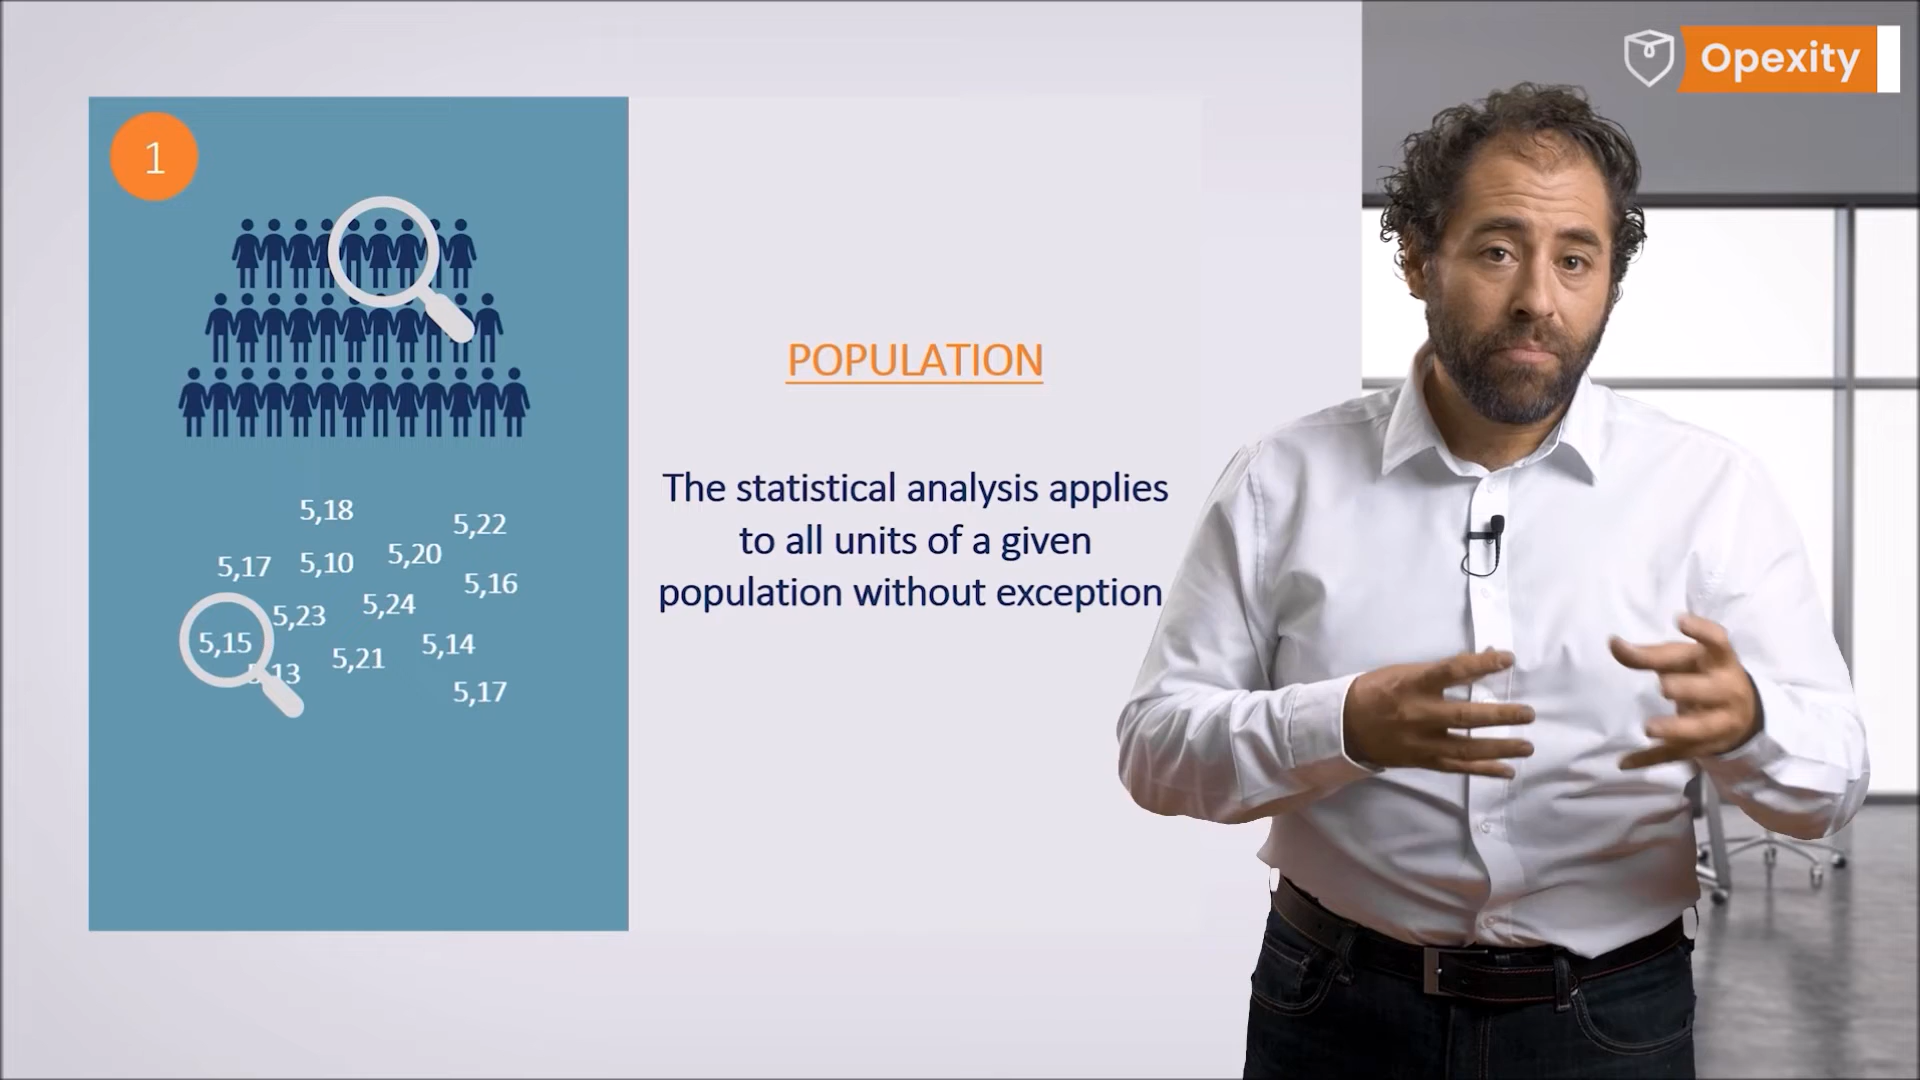 Opexity
1
POPULATION
The statistical analysis applies
to all units of a given
population without exception
5,18
5,22
5,17 5,10 5,20
5,16
5,23 5,24
5,15 5,21 5,14
5,13
5,17